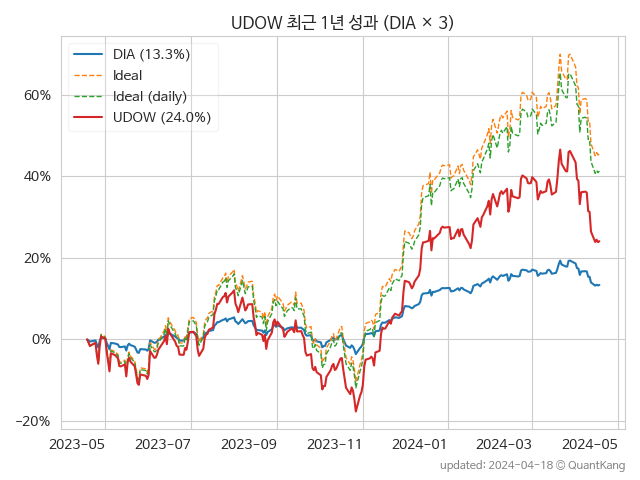 UDOW 최근 1년 성과 (DIA × 3)
DIA (13.3%)
Ideal
Ideal (daily)
UDOW (24.0%)
60%
40%
20%
0%
−20%
2023-05 2023-07 2023-09 2023-11 2024-01 2024-03 2024-05
updated: 2024-04-18 © QuantKang